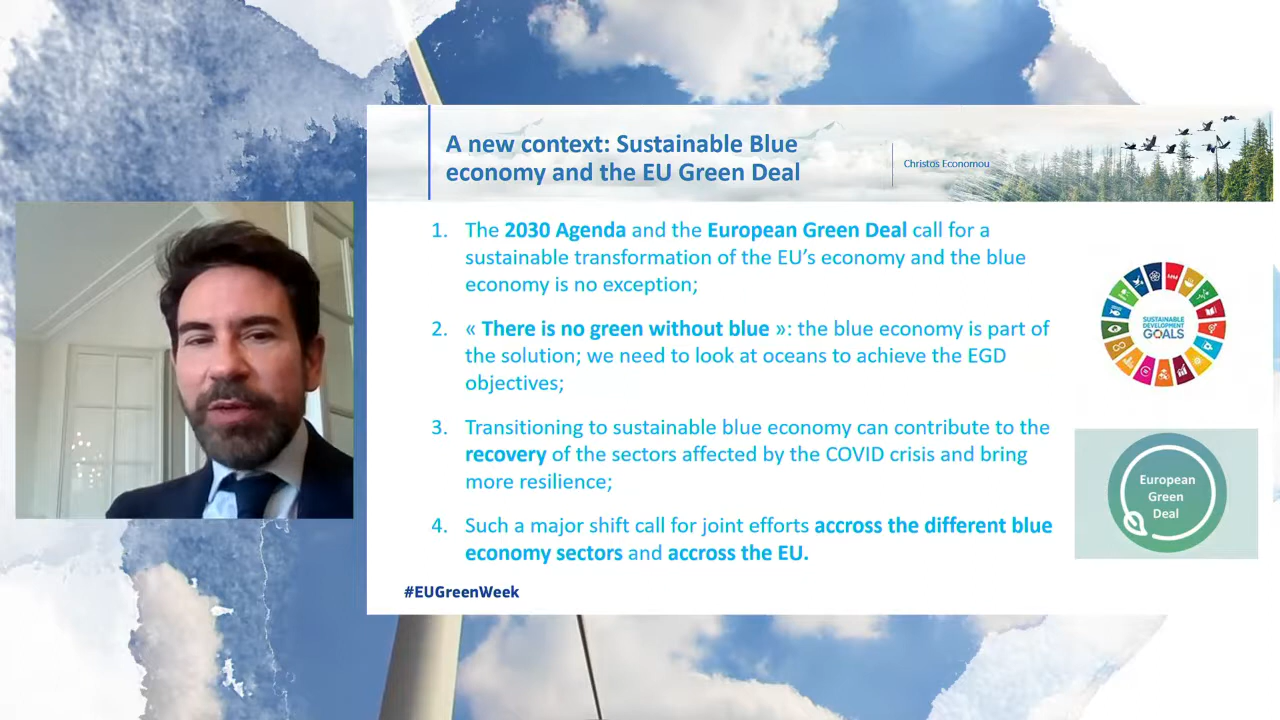 A new context: Sustainable Blue
economy and the EU Green Deal
Christos Economou
1. The 2030 Agenda and the European Green Deal call for a
sustainable transformation of the EU's economy and the blue
economy is no exception;
2. « There is no green without blue »: the blue economy is part of
the solution; we need to look at oceans to achieve the EGD
objectives;
3. Transitioning to sustainable blue economy can contribute to the
recovery of the sectors affected by the COVID crisis and bring
more resilience;
4. Such a major shift call for joint efforts accross the different blue
economy sectors and accross the EU.
SUSTAINABLE
DEVELOPMENT
GOALS
European
Green
Deal
#EUGreenWeek